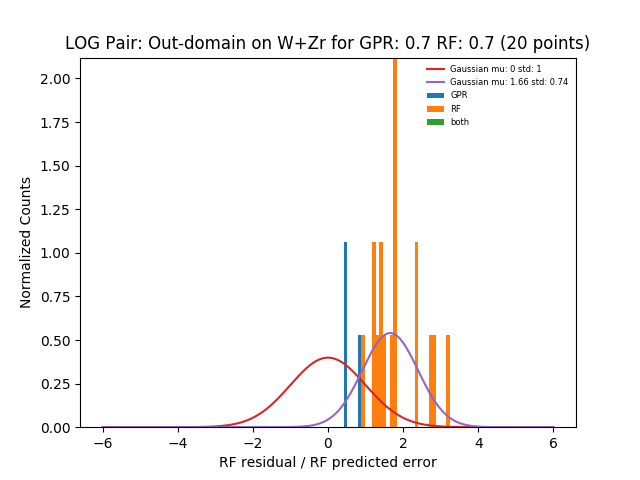 LOG Pair: Out-domain on W+Zr for GPR: 0.7 RF: 0.7 (20 points)
Gaussian mu: 0 std: 1
Gaussian mu: 1.66 std: 0.74
GPR
RF
both
2.00
1.75
1.50
1.25
1.00
0.75
0.50
0.25
0.00
Normalized Counts
−6 −4 −2 0 2 4 6
RF residual / RF predicted error